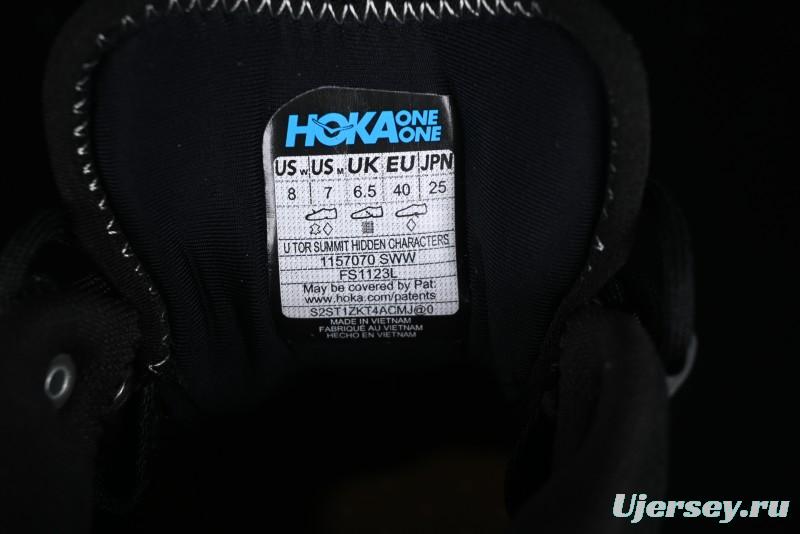 HOKA ONE ONE
US W US M UK EU JPN
8 7 6.5 40 25
U TOR SUMMIT HIDDEN CHARACTERS
1157070 SWW
FS1123L
May be covered by Pat:
www.hoka.com/patents
S2ST1ZKT4ACMJ@0
MADE IN VIETNAM
FABRIQUÉ AU VIETNAM
HECHO EN VIETNAM
Ujersey.ru